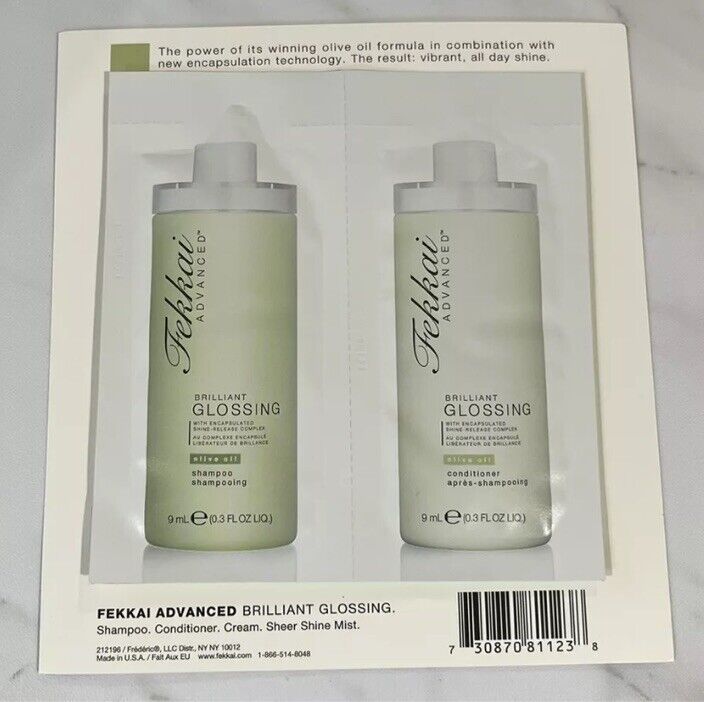 The power of its winning olive oil formula in combination with
new encapsulation technology. The result: vibrant, all day shine.
Fekkai
ADVANCED™
BRILLIANT
GLOSSING
WITH ENCAPSULATED
SHINE-RELEASE COMPLEX
AU COMPLEXE ENCAPSULÉ
LIBÉRATEUR DE BRILLANCE
olive oil
shampoo
shampooing
9 mL e (0.3 FL OZ LIQ.)
Fekkai
ADVANCED™
BRILLIANT
GLOSSING
WITH ENCAPSULATED
SHINE-RELEASE COMPLEX
AU COMPLEXE ENCAPSULÉ
LIBÉRATEUR DE BRILLANCE
olive oil
conditioner
après-shampooing
9 mL e (0.3 FL OZ LIQ.)
FEKKAI ADVANCED BRILLIANT GLOSSING.
Shampoo. Conditioner. Cream. Sheer Shine Mist.
212196 / Frédéric®, LLC Distr., NY NY 10012
Made in U.S.A. / Fait Aux EU www.fekkai.com 1-866-514-8048
7 30870 81123 8